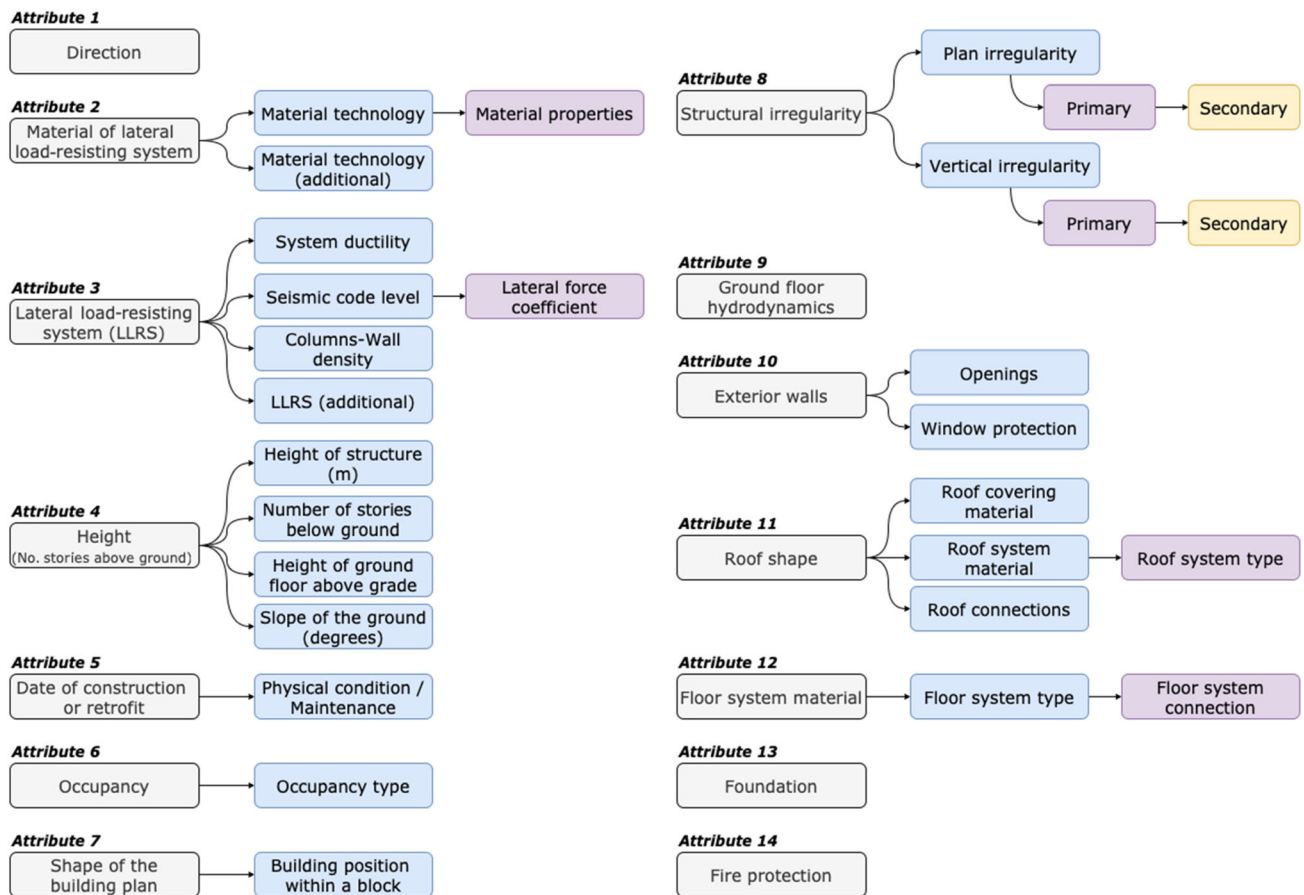 Attribute 1
Direction
Attribute 2
Material of lateral
load-resisting system
Material technology
Material properties
Material technology
(additional)
Attribute 3
Lateral load-resisting
system (LLRS)
System ductility
Seismic code level
Lateral force
coefficient
Columns-Wall
density
LLRS (additional)
Attribute 4
Height
(No. stories above ground)
Height of structure
(m)
Number of stories
below ground
Height of ground
floor above grade
Slope of the ground
(degrees)
Attribute 5
Date of construction
or retrofit
Physical condition /
Maintenance
Attribute 6
Occupancy
Occupancy type
Attribute 7
Shape of the
building plan
Building position
within a block
Attribute 8
Structural irregularity
Plan irregularity
Primary
Secondary
Vertical irregularity
Primary
Secondary
Attribute 9
Ground floor
hydrodynamics
Attribute 10
Exterior walls
Openings
Window protection
Attribute 11
Roof shape
Roof covering
material
Roof system
material
Roof system type
Roof connections
Attribute 12
Floor system material
Floor system type
Floor system
connection
Attribute 13
Foundation
Attribute 14
Fire protection